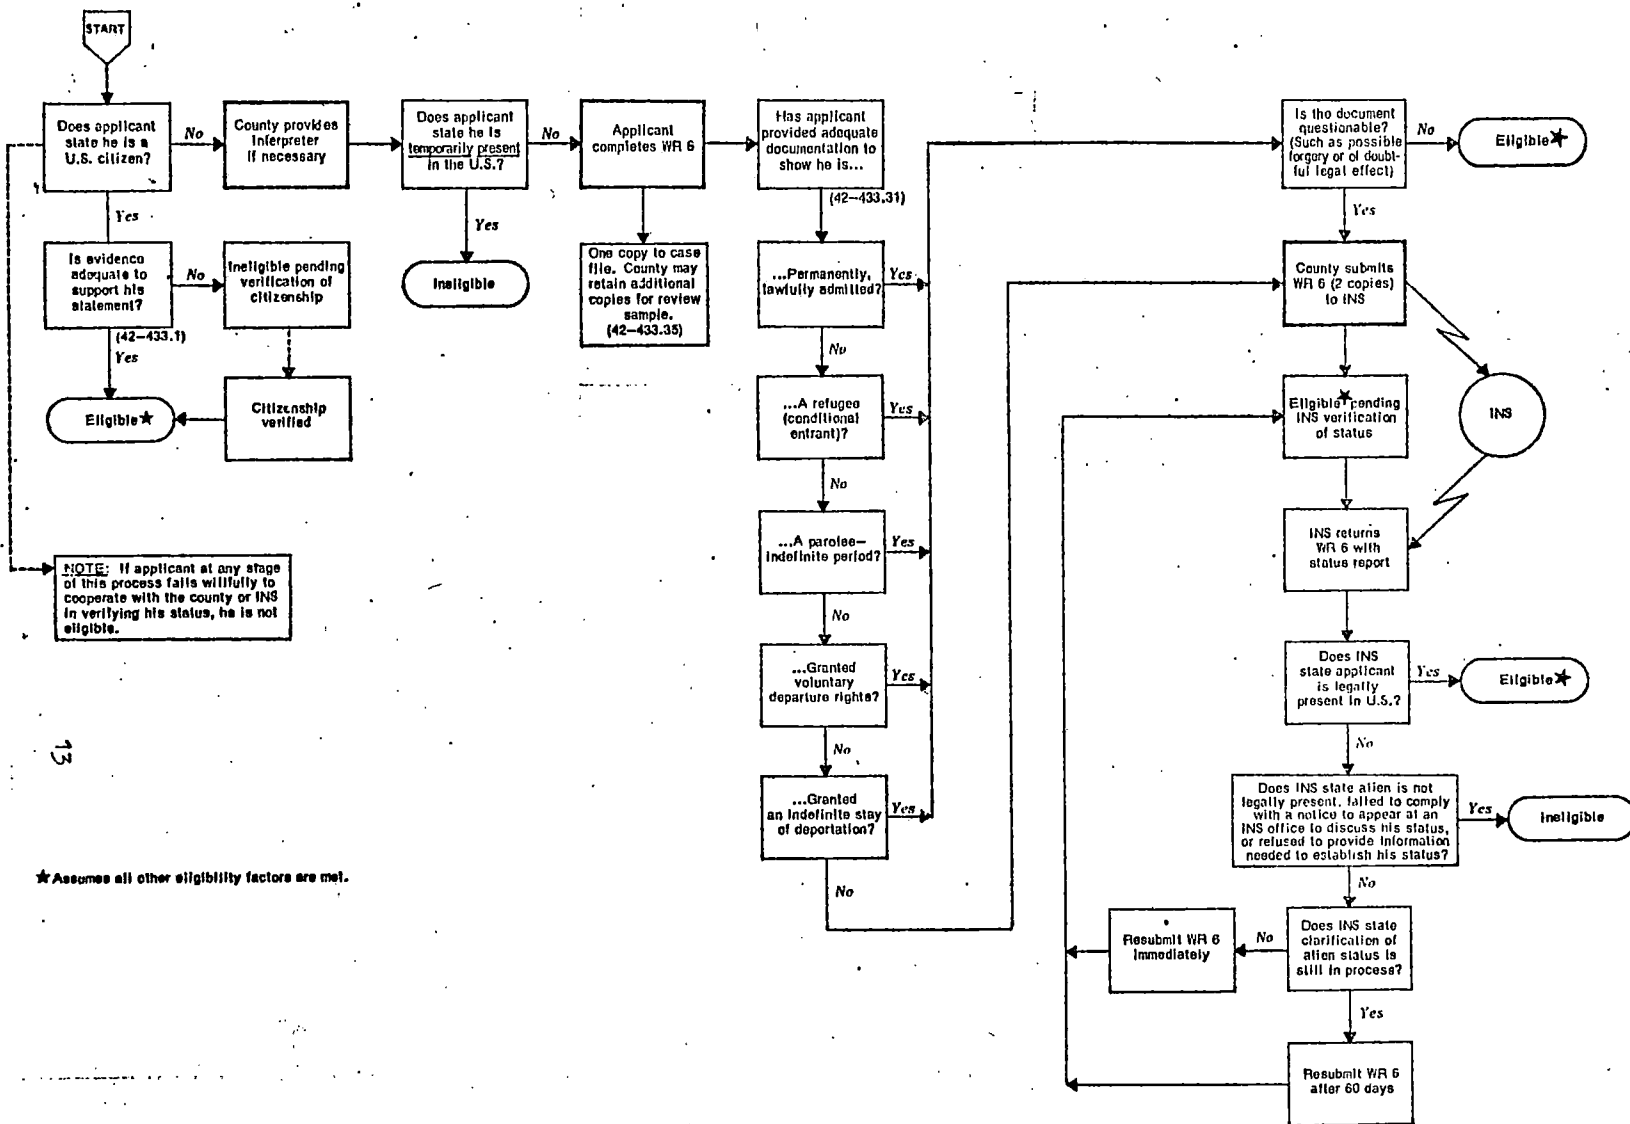 START
Does applicant
state he is a
U.S. citizen?
No
County provides
interpreter
if necessary
Does applicant
state he is
temporarily present
in the U.S.?
No
Applicant
completes WR 6
Has applicant
provided adequate
documentation to
show he is...
(42-433.31)
Is the document
questionable?
(Such as possible
forgery or of doubt-
ful legal effect)
No
Eligible★
Yes
Yes
Yes
Is evidence
adequate to
support his
statement?
No
Ineligible pending
verification of
citizenship
Ineligible
One copy to case
file. County may
retain additional
copies for review
sample.
(42-433.35)
...Permanently,
lawfully admitted?
Yes
County submits
WR 6 (2 copies)
to INS
(42-433.1)
Yes
No
Eligible★
Citizenship
verified
...A refugee
(conditional
entrant)?
Yes
Eligible★ pending
INS verification
of status
INS
No
NOTE: If applicant at any stage
of this process fails willfully to
cooperate with the county or INS
in verifying his status, he is not
eligible.
...A parolee—
indefinite period?
Yes
INS returns
WR 6 with
status report
No
...Granted
voluntary
departure rights?
Yes
Does INS
state applicant
is legally
present in U.S.?
Yes
Eligible★
No
No
13
...Granted
an indefinite stay
of deportation?
Yes
Does INS state alien is not
legally present, failed to comply
with a notice to appear at an
INS office to discuss his status,
or refused to provide information
needed to establish his status?
Yes
Ineligible
★Assumes all other eligibility factors are met.
No
No
Resubmit WR 6
immediately
No
Does INS state
clarification of
alien status is
still in process?
Yes
Resubmit WR 6
after 60 days